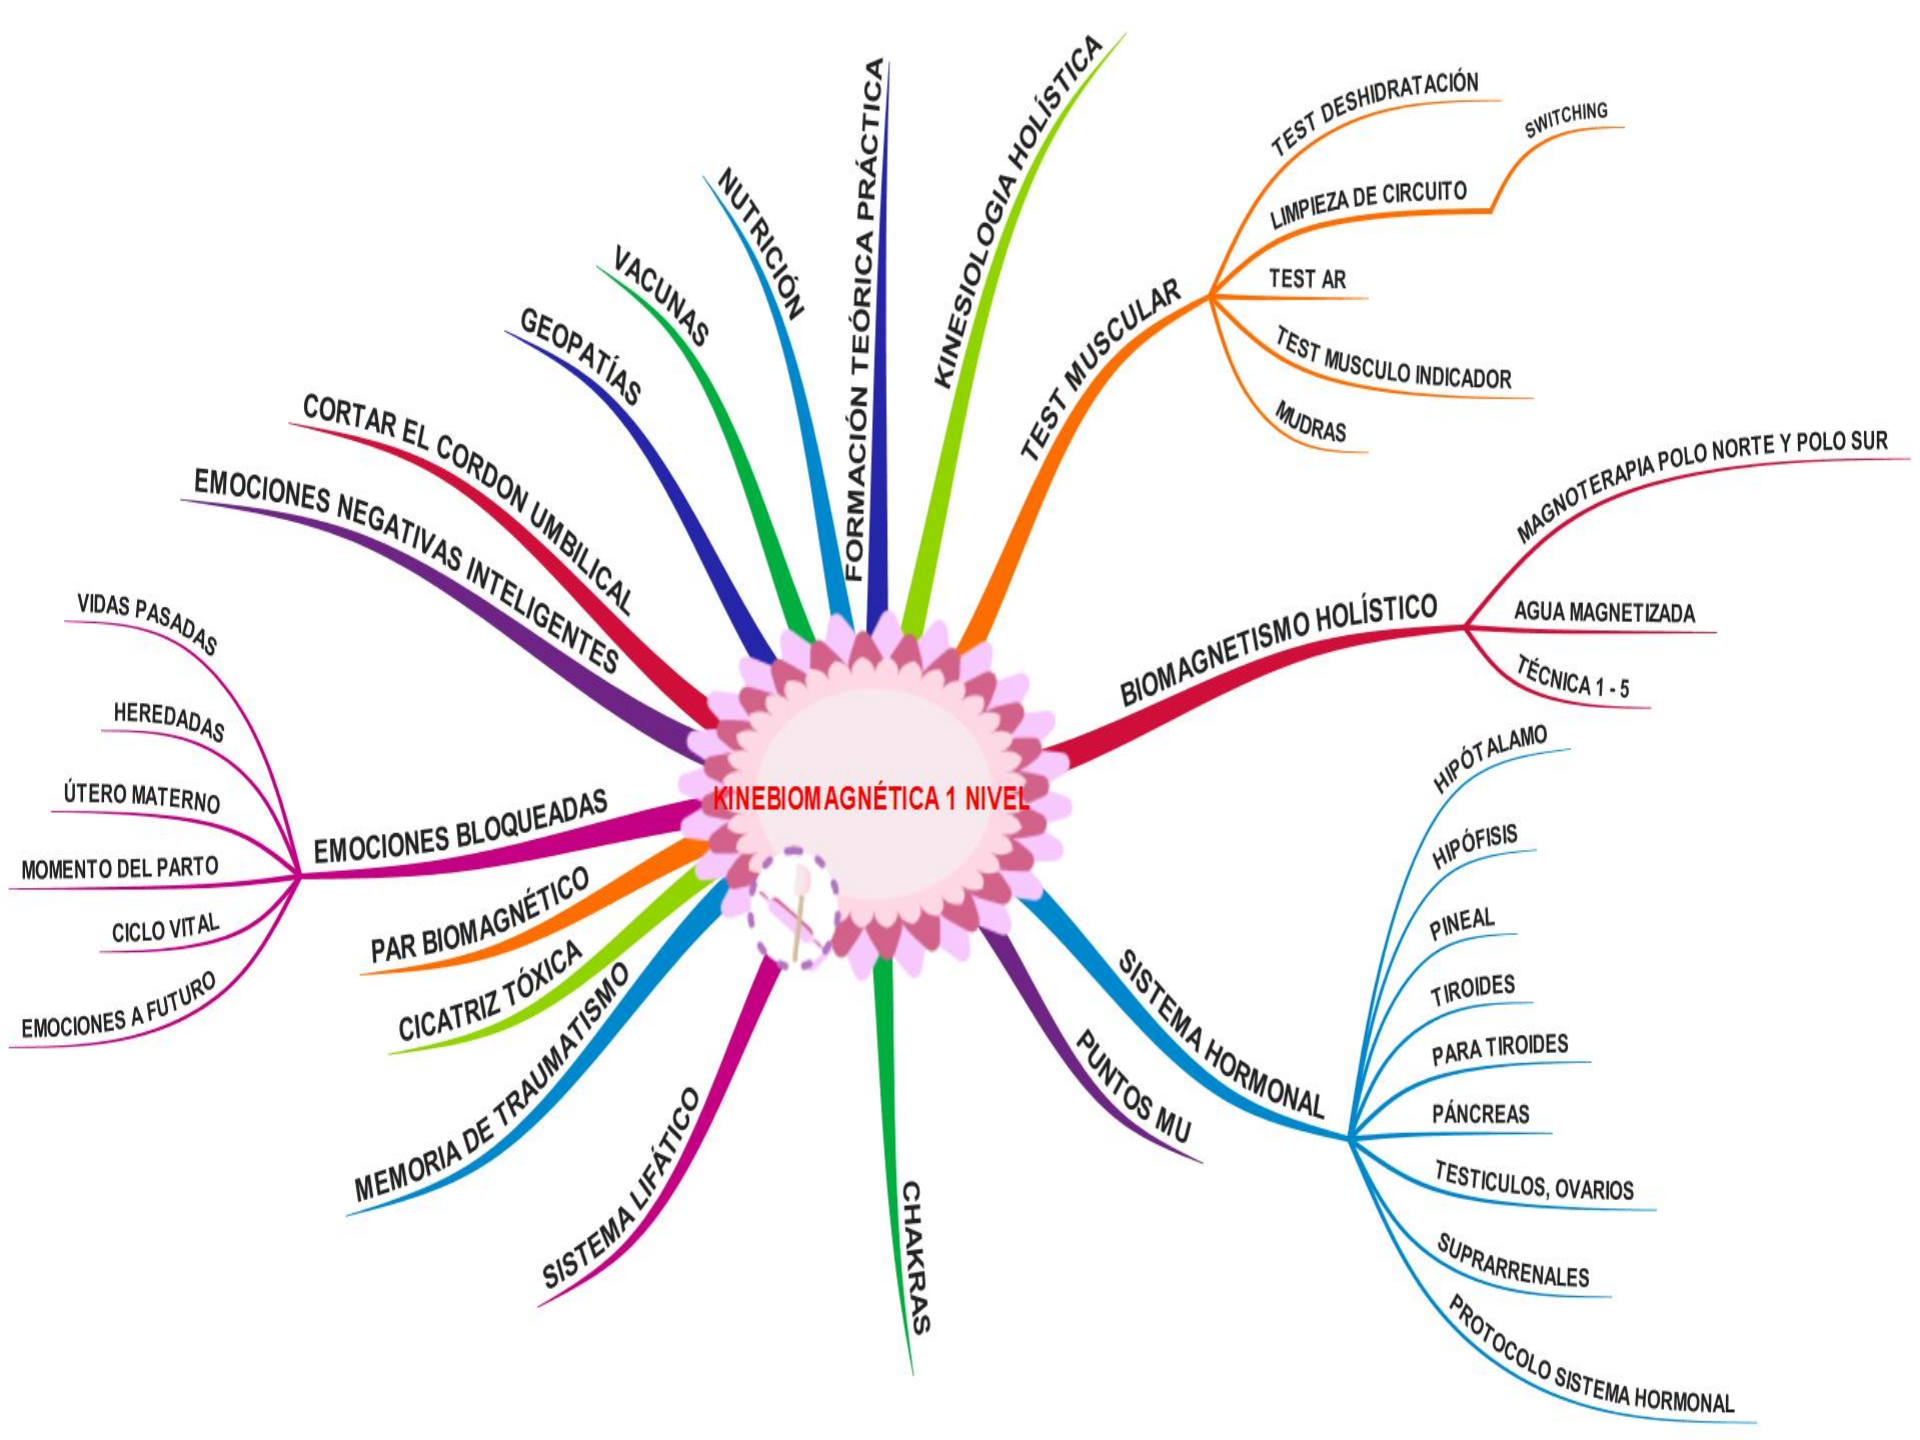 KINEBIOMAGNÉTICA 1 NIVEL
FORMACIÓN TEÓRICA PRÁCTICA
KINESIOLOGIA HOLÍSTICA
TEST MUSCULAR
TEST DESHIDRATACIÓN
LIMPIEZA DE CIRCUITO
SWITCHING
TEST AR
TEST MUSCULO INDICADOR
MUDRAS
BIOMAGNETISMO HOLÍSTICO
MAGNOTERAPIA POLO NORTE Y POLO SUR
AGUA MAGNETIZADA
TÉCNICA 1 - 5
SISTEMA HORMONAL
HIPÓTALAMO
HIPÓFISIS
PINEAL
TIROIDES
PARA TIROIDES
PÁNCREAS
TESTICULOS, OVARIOS
SUPRARRENALES
PROTOCOLO SISTEMA HORMONAL
PUNTOS MU
CHAKRAS
SISTEMA LIFÁTICO
MEMORIA DE TRAUMATISMO
CICATRIZ TÓXICA
PAR BIOMAGNÉTICO
EMOCIONES BLOQUEADAS
VIDAS PASADAS
HEREDADAS
ÚTERO MATERNO
MOMENTO DEL PARTO
CICLO VITAL
EMOCIONES A FUTURO
EMOCIONES NEGATIVAS INTELIGENTES
CORTAR EL CORDON UMBILICAL
GEOPATÍAS
VACUNAS
NUTRICIÓN